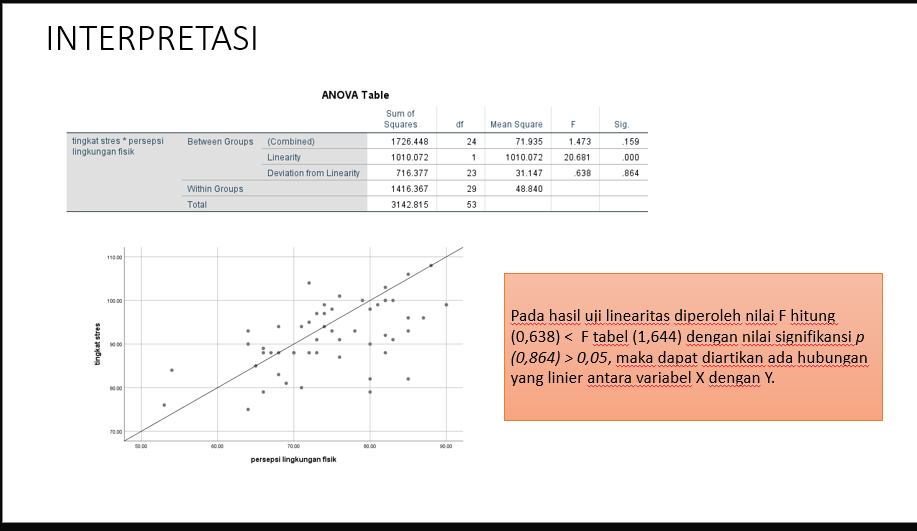 INTERPRETASI
ANOVA Table
Sum of
Squares df Mean Square F Sig.
tingkat stres * persepsi Between Groups (Combined) 1726.448 24 71.935 1.473 .159
lingkungan fisik
Linearity 1010.072 1 1010.072 20.681 .000
Deviation from Linearity 716.377 23 31.147 .638 .864
Within Groups 1416.367 29 48.840
Total 3142.815 53
110.00
100.00
90.00
80.00
70.00
tingkat stres
50.00 60.00 70.00 80.00 90.00
persepsi lingkungan fisik
Pada hasil uji linearitas diperoleh nilai F hitung
(0,638) < F tabel (1,644) dengan nilai signifikansi p
(0,864) > 0,05, maka dapat diartikan ada hubungan
yang linier antara variabel X dengan Y.